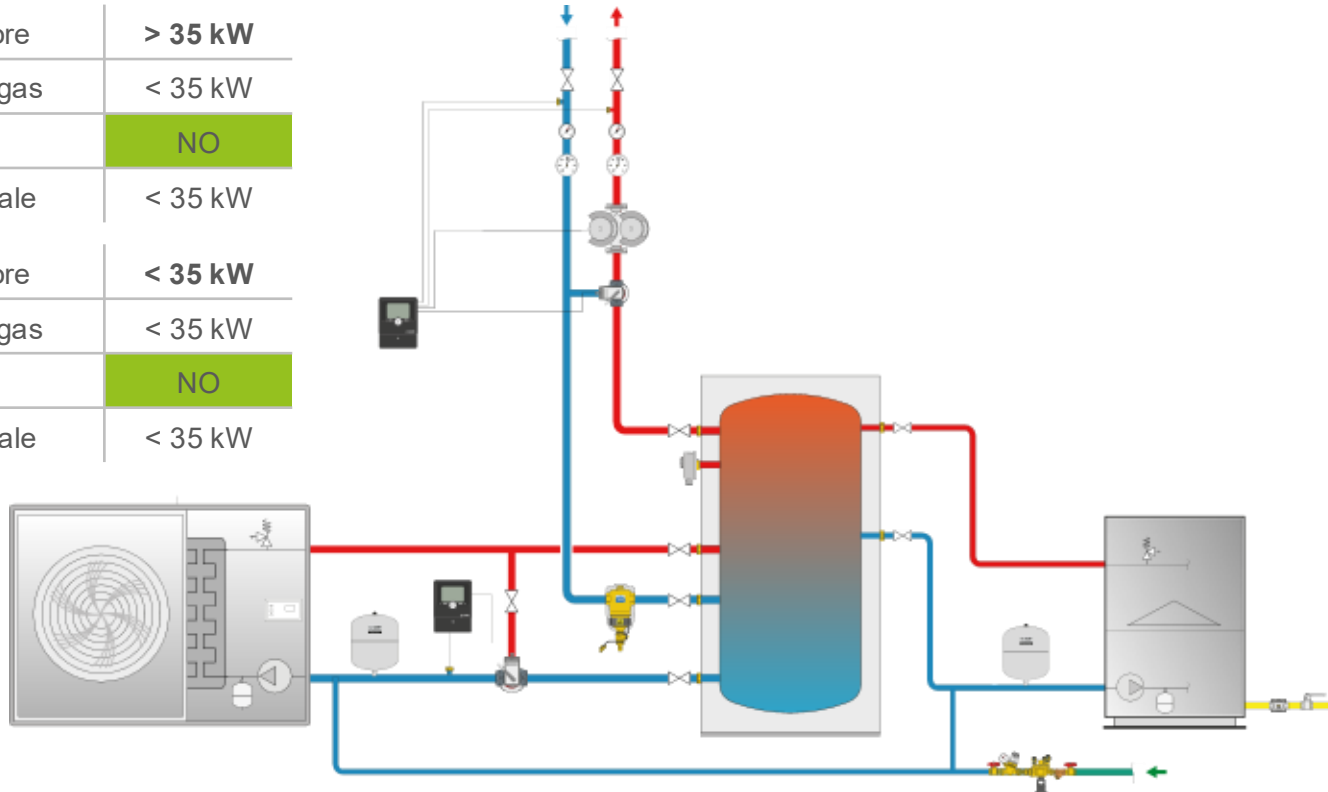 ore > 35 kW
gas < 35 kW
NO
ale < 35 kW
ore < 35 kW
gas < 35 kW
NO
ale < 35 kW